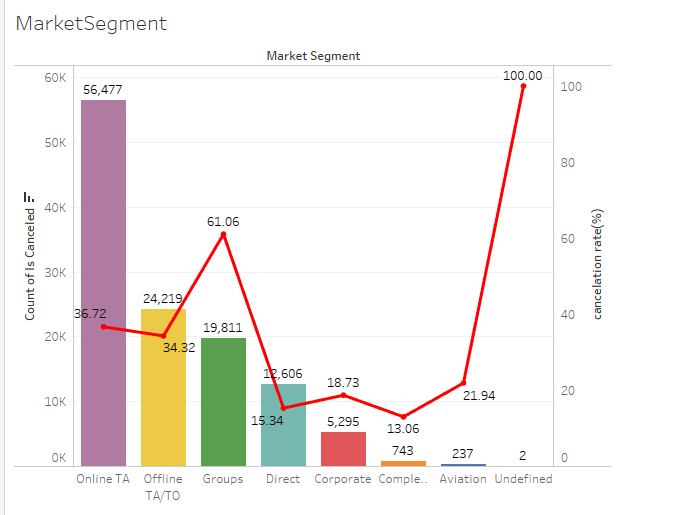 MarketSegment
Market Segment
60K
50K
40K
30K
20K
10K
0K
Count of Is Canceled
56,477
24,219
19,811
12,606
5,295
743
237
2
36.72
34.32
61.06
15.34
18.73
13.06
21.94
100.00
100
80
60
40
20
0
cancelation rate(%)
Online TA
Offline
TA/TO
Groups
Direct
Corporate
Comple..
Aviation
Undefined